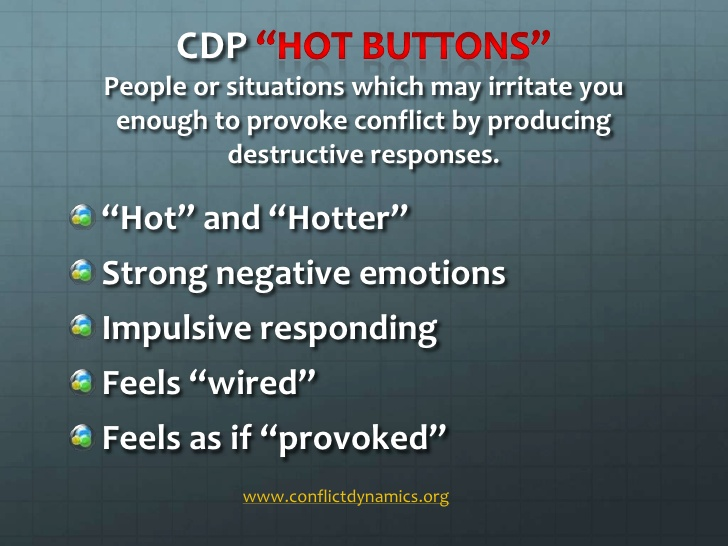 CDP “HOT BUTTONS”
People or situations which may irritate you
enough to provoke conflict by producing
destructive responses.
“Hot” and “Hotter”
Strong negative emotions
Impulsive responding
Feels “wired”
Feels as if “provoked”
www.conflictdynamics.org